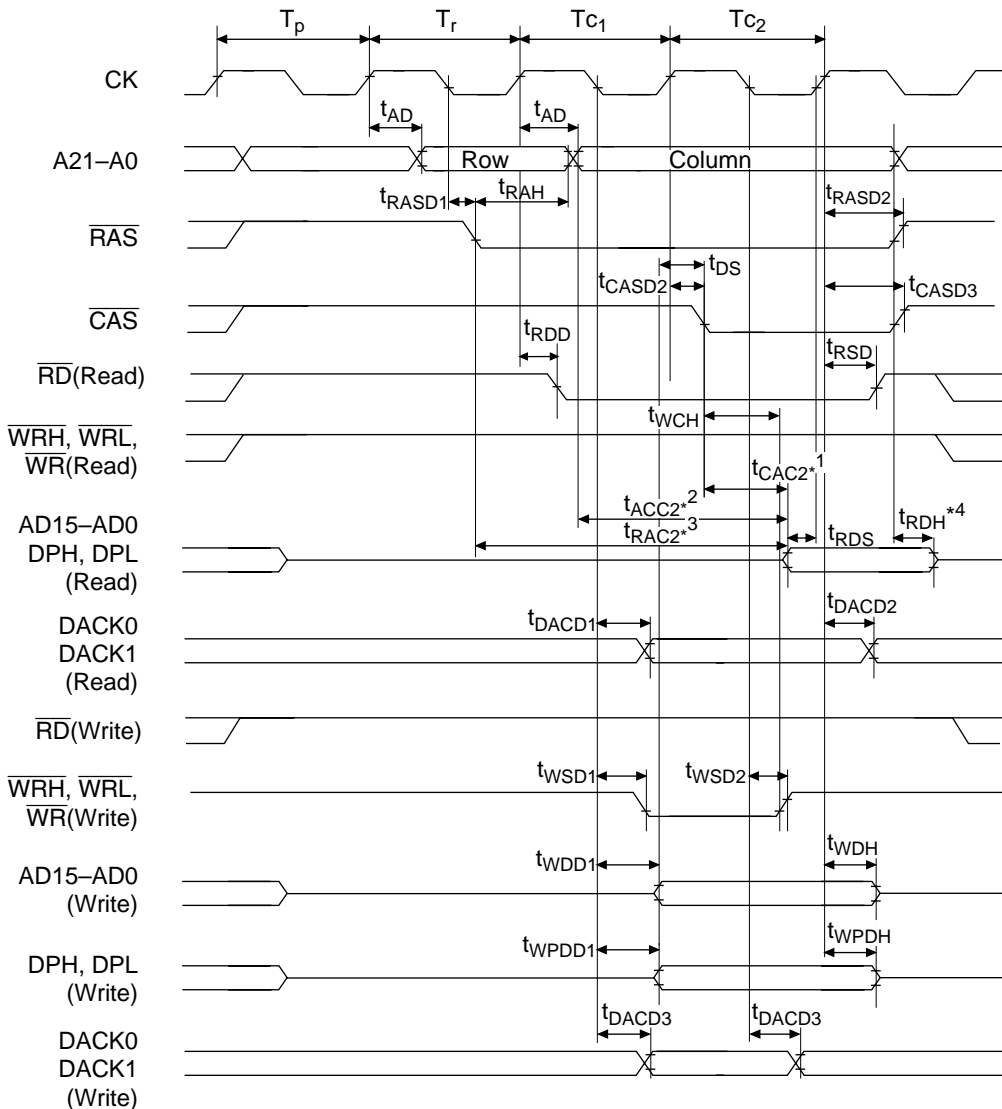 Tp Tr Tc1 Tc2
CK
tAD tAD
A21–A0 Row Column
tRASD1 tRAH tRASD2
RAS
tDS
tCASD2 tCASD3
CAS
tRDD tRSD
RD(Read)
WRH, WRL,
WR(Read)
tWCH
tCAC2*1
tACC2*2
tRAC2*3
tRDS tRDH*4
AD15–AD0
DPH, DPL
(Read)
tDACD1 tDACD2
DACK0
DACK1
(Read)
RD(Write)
tWSD1 tWSD2
WRH, WRL,
WR(Write)
tWDD1 tWDH
AD15–AD0
(Write)
tWPDD1 tWPDH
DPH, DPL
(Write)
tDACD3 tDACD3
DACK0
DACK1
(Write)